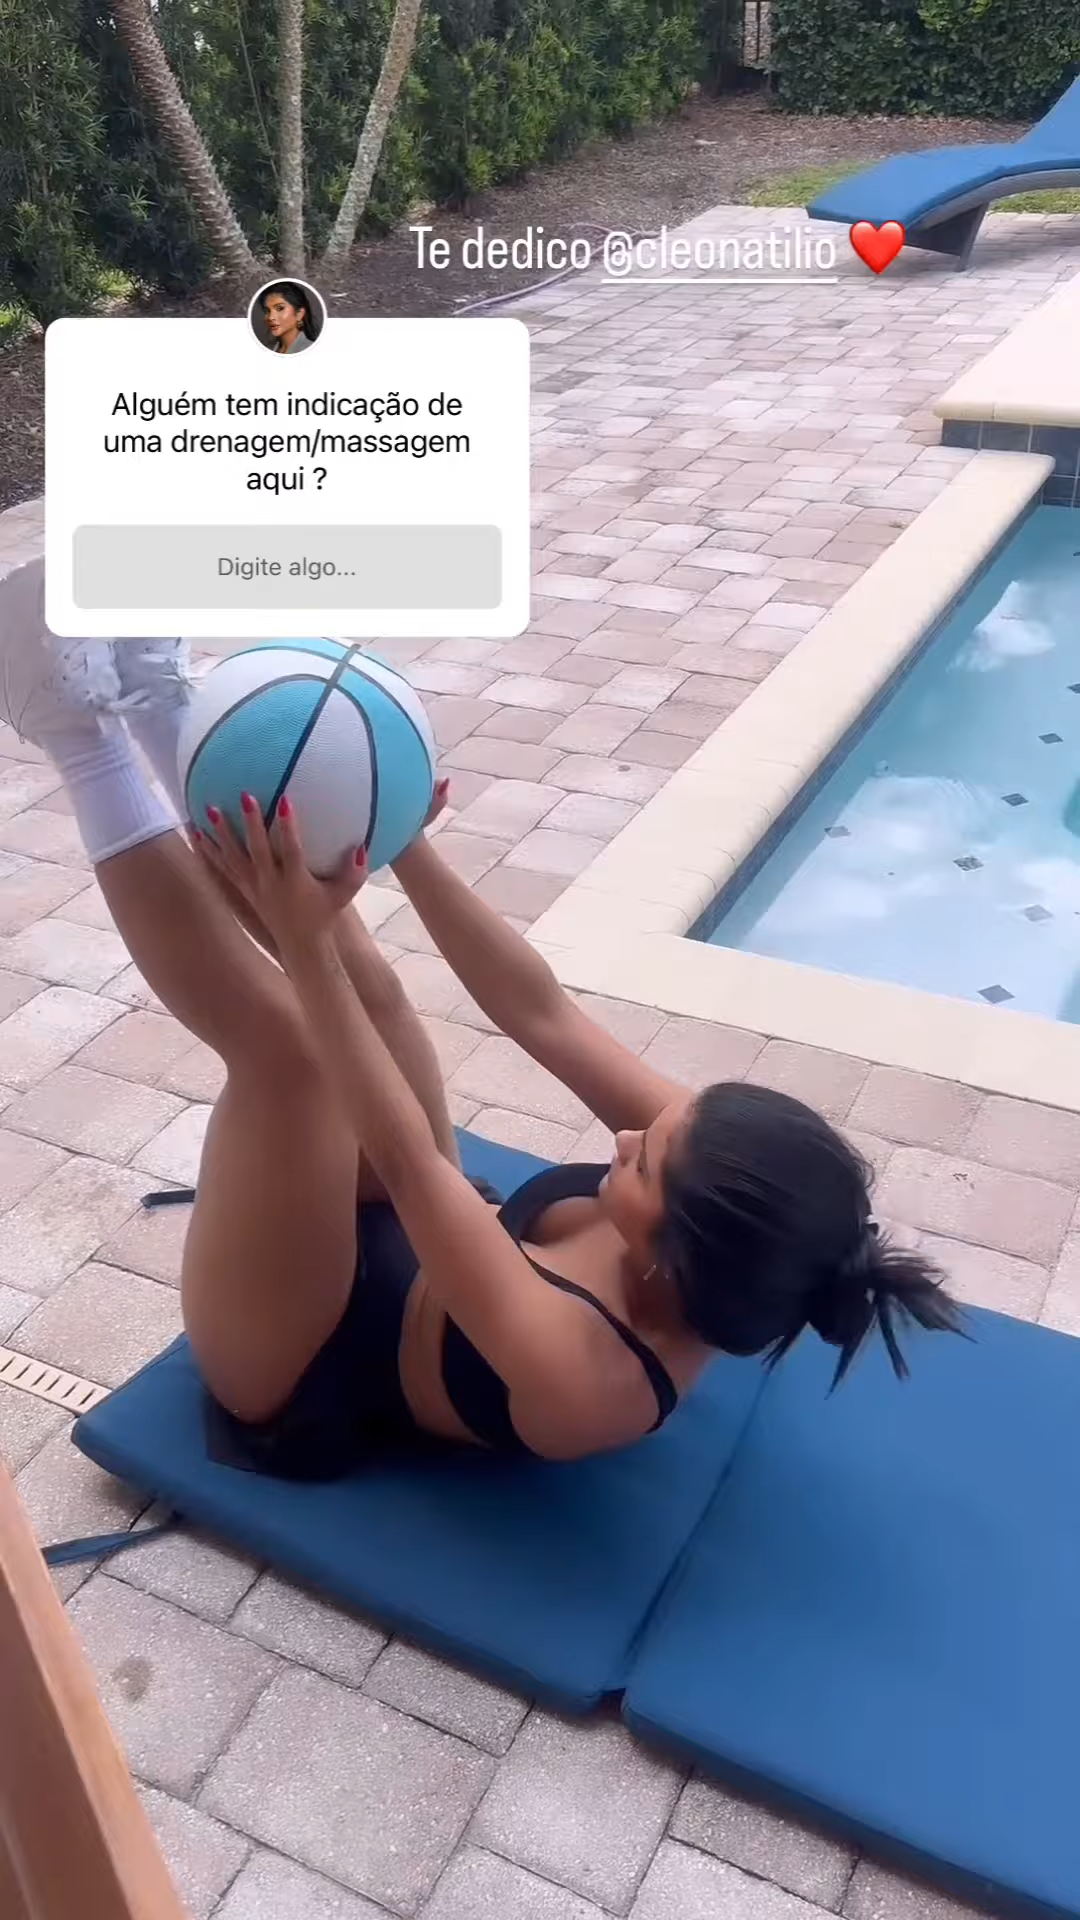 Te dedico @cleonatilio ❤️
Alguém tem indicação de
uma drenagem/massagem
aqui ?
Digite algo...